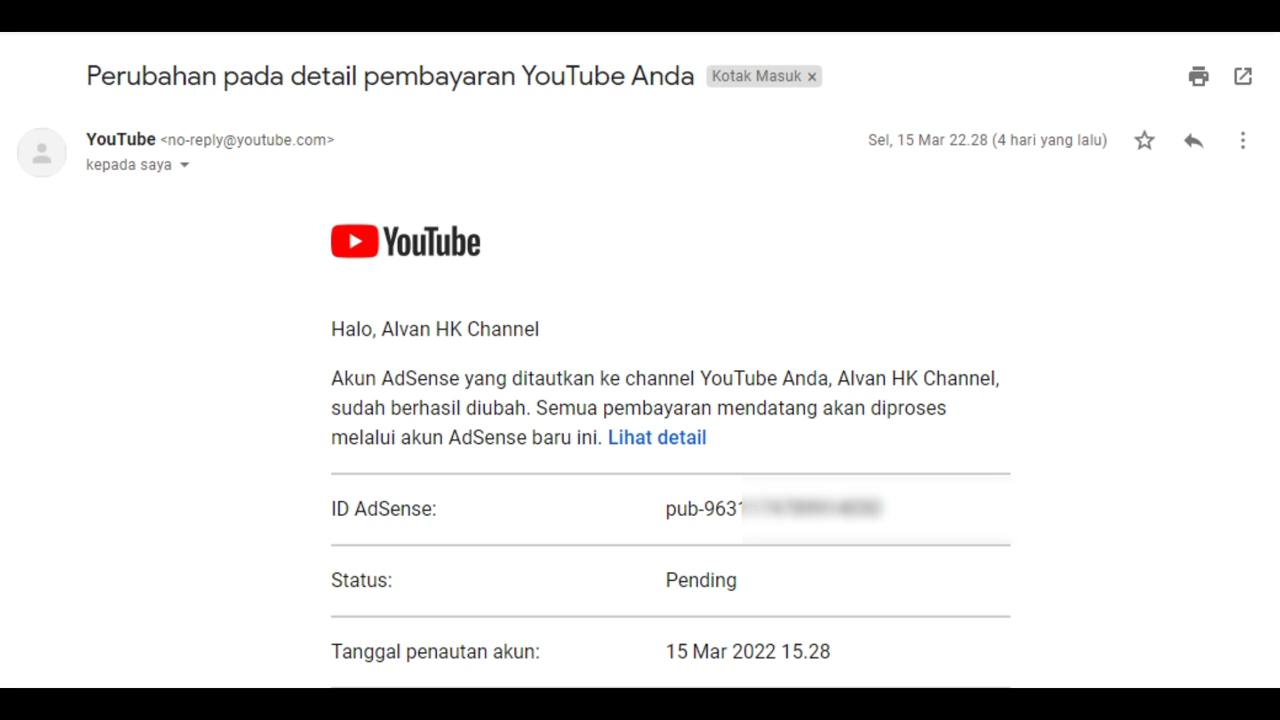 Perubahan pada detail pembayaran YouTube Anda Kotak Masuk ×
YouTube <no-reply@youtube.com> Sel, 15 Mar 22.28 (4 hari yang lalu)
kepada saya
YouTube
Halo, Alvan HK Channel
Akun AdSense yang ditautkan ke channel YouTube Anda, Alvan HK Channel,
sudah berhasil diubah. Semua pembayaran mendatang akan diproses
melalui akun AdSense baru ini. Lihat detail
ID AdSense: pub-963
Status: Pending
Tanggal penautan akun: 15 Mar 2022 15.28